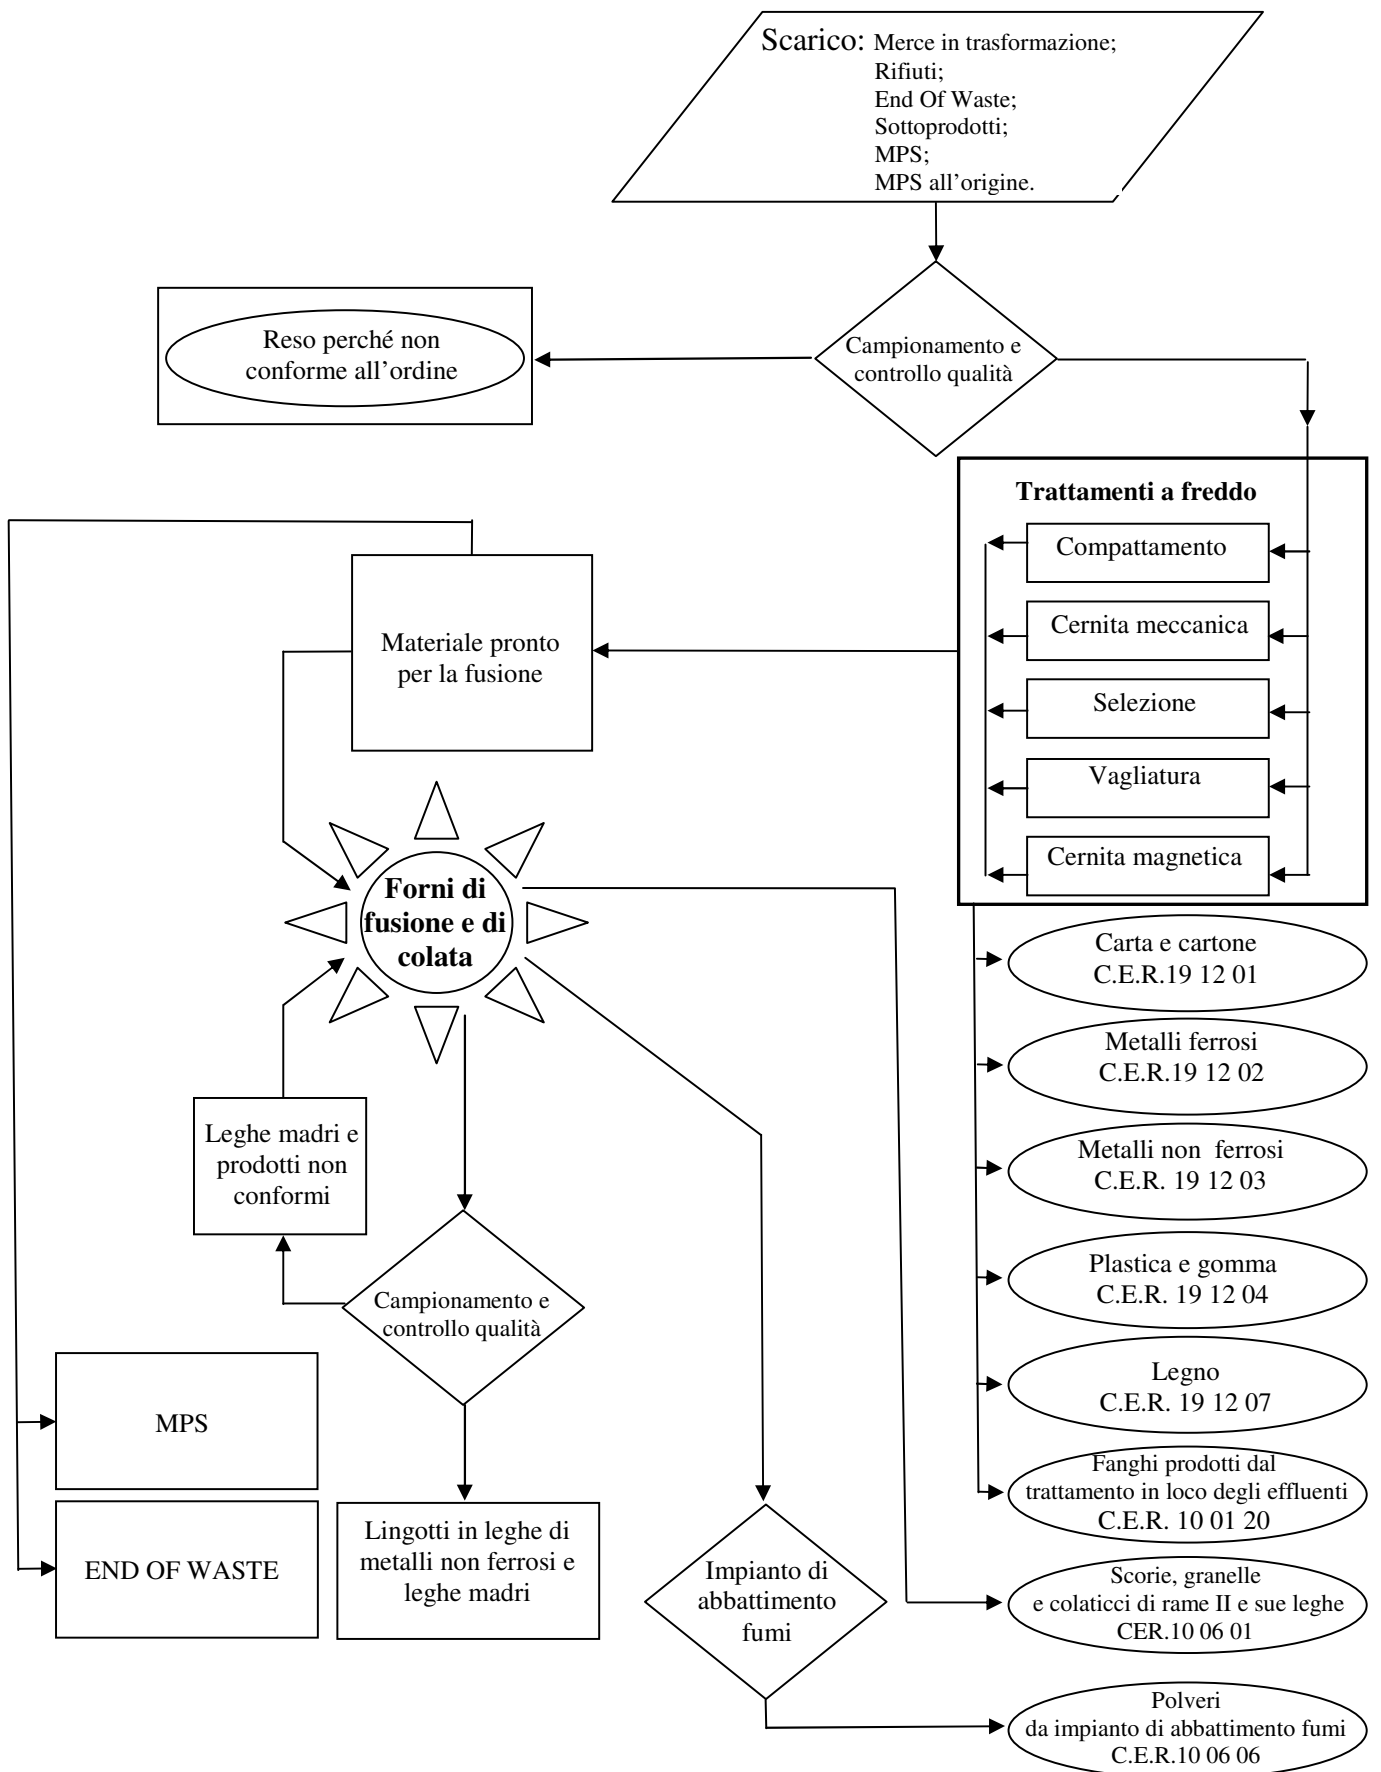 Scarico: Merce in trasformazione;
Rifiuti;
End Of Waste;
Sottoprodotti;
MPS;
MPS all’origine.
Reso perché non
conforme all’ordine
Campionamento e
controllo qualità
Trattamenti a freddo
Compattamento
Cernita meccanica
Selezione
Vagliatura
Cernita magnetica
Materiale pronto
per la fusione
Forni di
fusione e di
colata
Carta e cartone
C.E.R.19 12 01
Metalli ferrosi
C.E.R.19 12 02
Leghe madri e
prodotti non
conformi
Metalli non  ferrosi
C.E.R. 19 12 03
Plastica e gomma
C.E.R. 19 12 04
Campionamento e
controllo qualità
Legno
C.E.R. 19 12 07
MPS
Fanghi prodotti dal
trattamento in loco degli effluenti
C.E.R. 10 01 20
END OF WASTE
Lingotti in leghe di
metalli non ferrosi e
leghe madri
Impianto di
abbattimento
fumi
Scorie, granelle
e colaticci di rame II e sue leghe
CER.10 06 01
Polveri
da impianto di abbattimento fumi
C.E.R.10 06 06